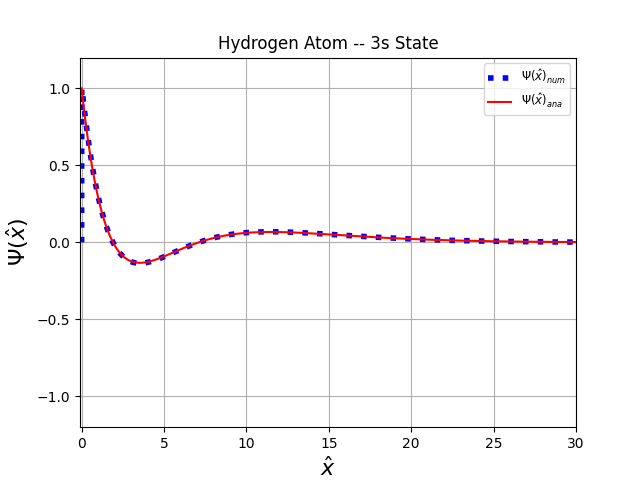 Hydrogen Atom -- 3s State
Ψ(x̂)
1.0
0.5
0.0
−0.5
−1.0
Ψ(x̂)num
Ψ(x̂)ana
0 5 10 15 20 25 30
x̂